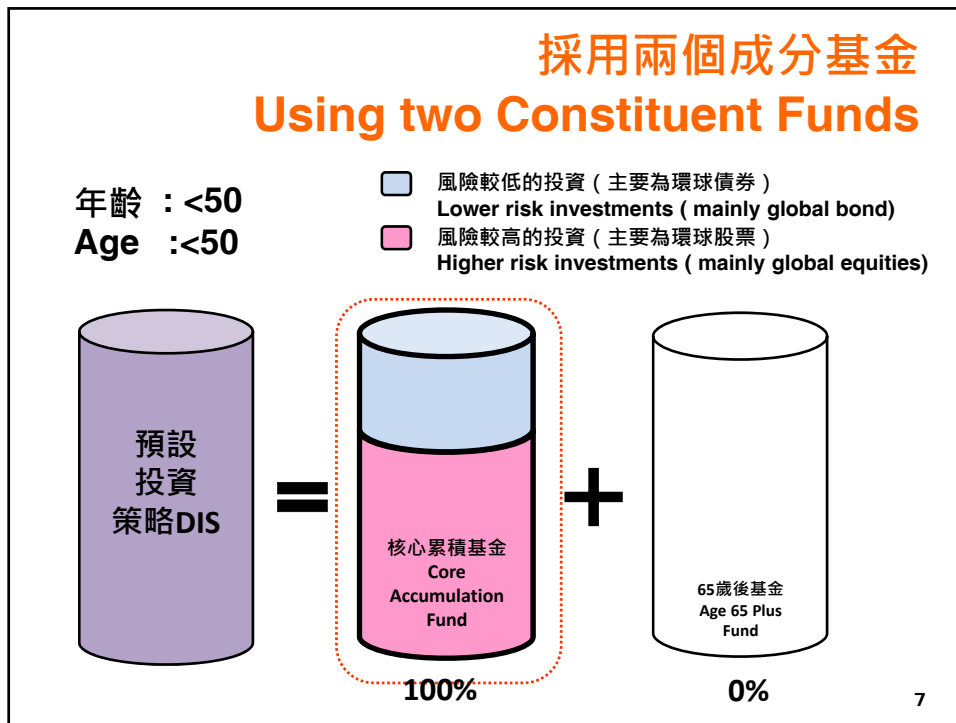 採用兩個成分基金
Using two Constituent Funds
年齡 : <50
Age :<50
風險較低的投資（主要為環球債券）
Lower risk investments ( mainly global bond)
風險較高的投資（主要為環球股票）
Higher risk investments ( mainly global equities)
預設
投資
策略DIS
=
核心累積基金
Core
Accumulation
Fund
+
65歲後基金
Age 65 Plus
Fund
100%
0%
7